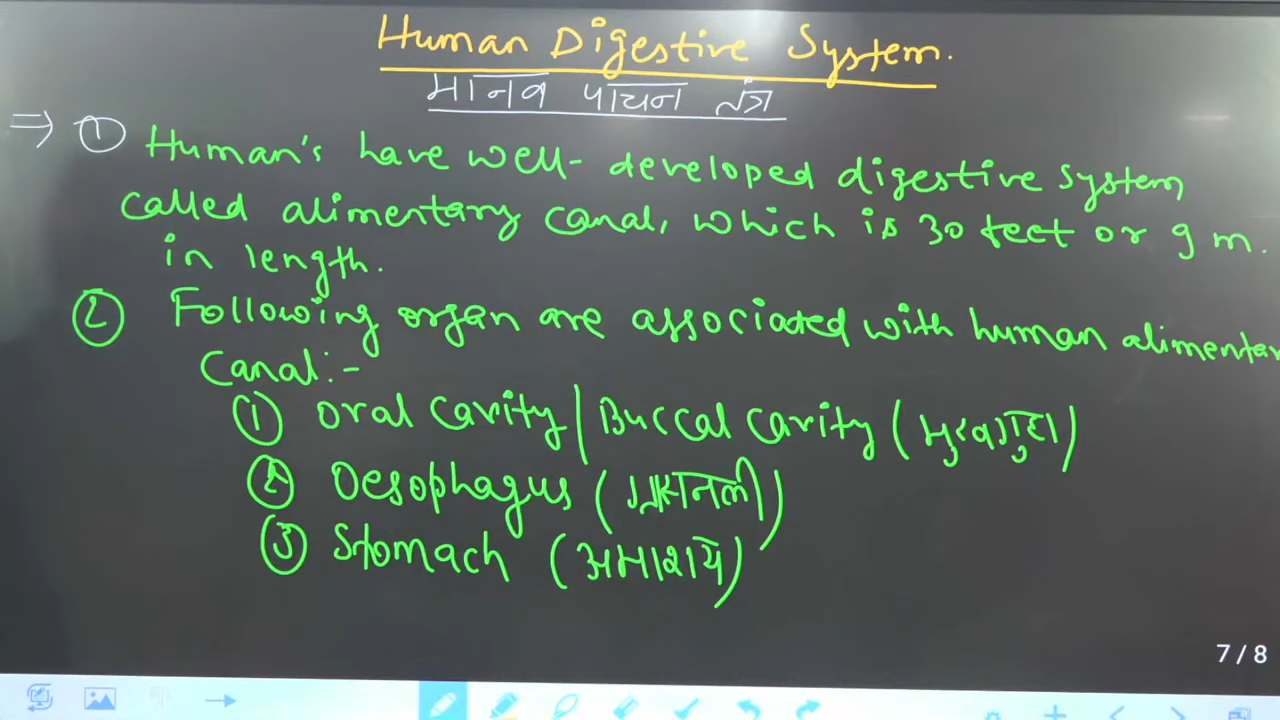 Human Digestive System.
मानव पाचन तंत्र
⇒ ① Human's have well-developed digestive system,
called alimentary canal, which is 30 feet or 9 m.
in length.
② Following organ are associated with human alimentar
Canal:-
① Oral Cavity | Buccal Cavity (मुखगुहा)
② Oesophagus (ग्रासनली)
③ Stomach (अमाशय)
7 / 8